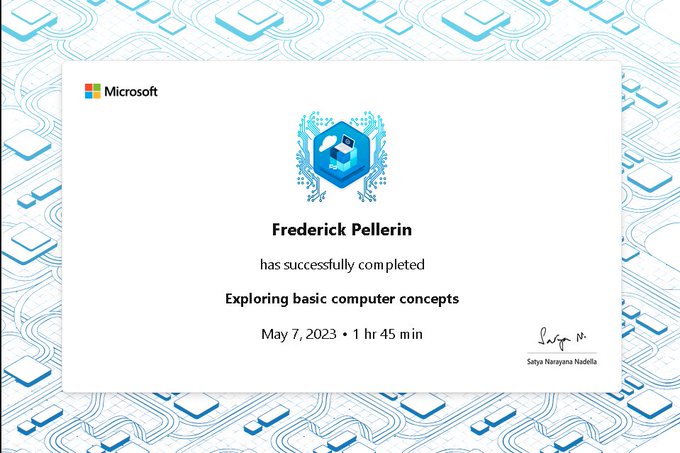 Microsoft
Frederick Pellerin
has successfully completed
Exploring basic computer concepts
May 7, 2023 • 1 hr 45 min
Satya N.
Satya Narayana Nadella